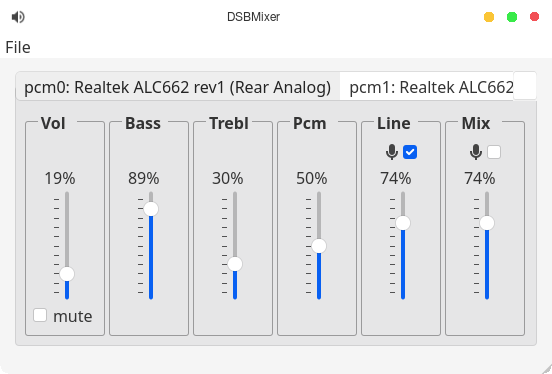 DSBMixer
File
pcm0: Realtek ALC662 rev1 (Rear Analog) pcm1: Realtek ALC662
Vol Bass Trebl Pcm Line Mix
19% 89% 30% 50% 74% 74%
mute